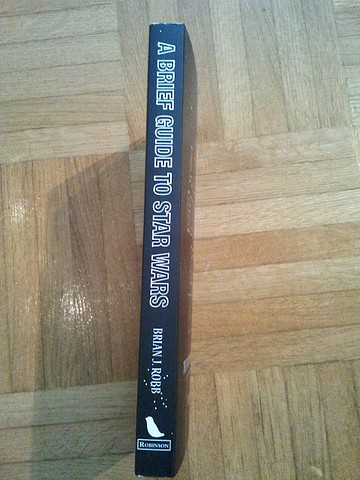 A BRIEF GUIDE TO STAR WARS
BRIAN J. ROBB
ROBINSON